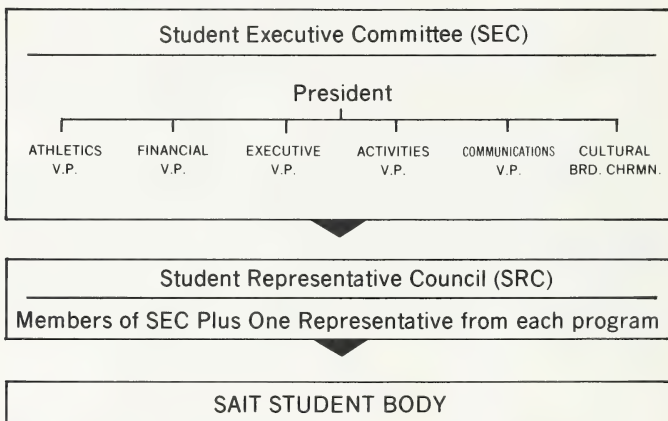 Student Executive Committee (SEC)
President
ATHLETICS V.P.
FINANCIAL V.P.
EXECUTIVE V.P.
ACTIVITIES V.P.
COMMUNICATIONS V.P.
CULTURAL BRD. CHRMN.
Student Representative Council (SRC)
Members of SEC Plus One Representative from each program
SAIT STUDENT BODY